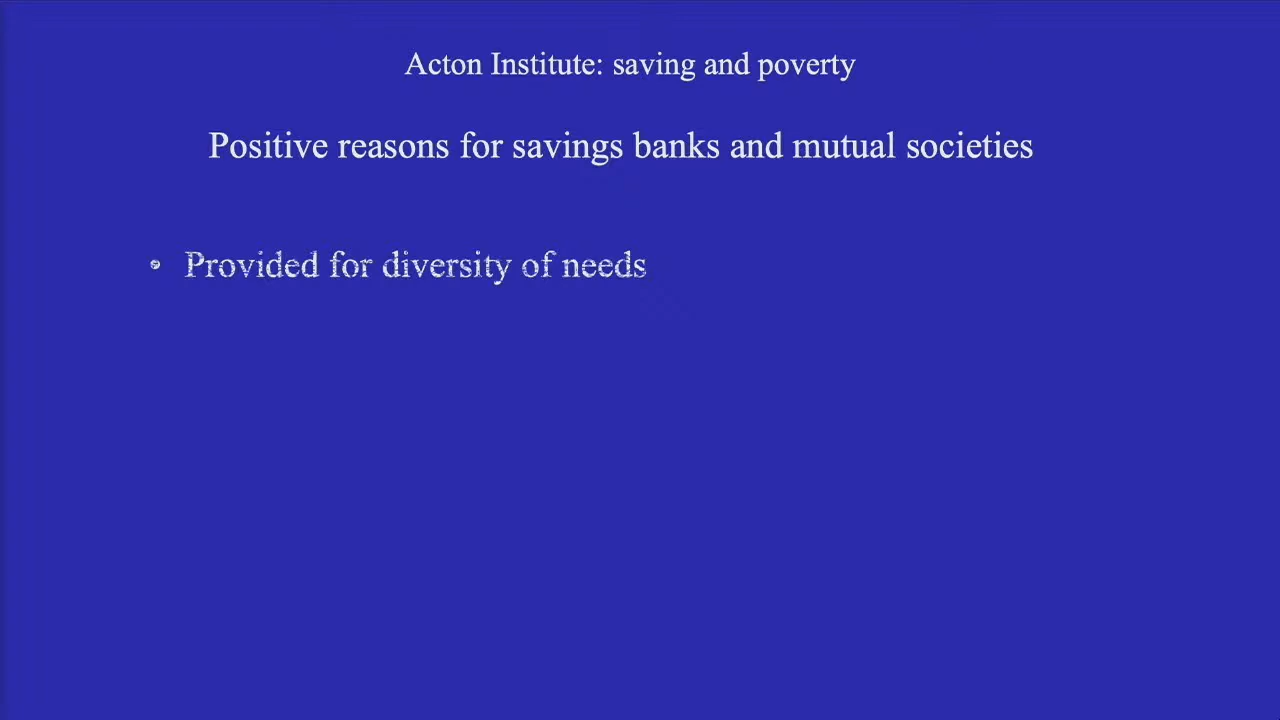 Acton Institute: saving and poverty
Positive reasons for savings banks and mutual societies
• Provided for diversity of needs